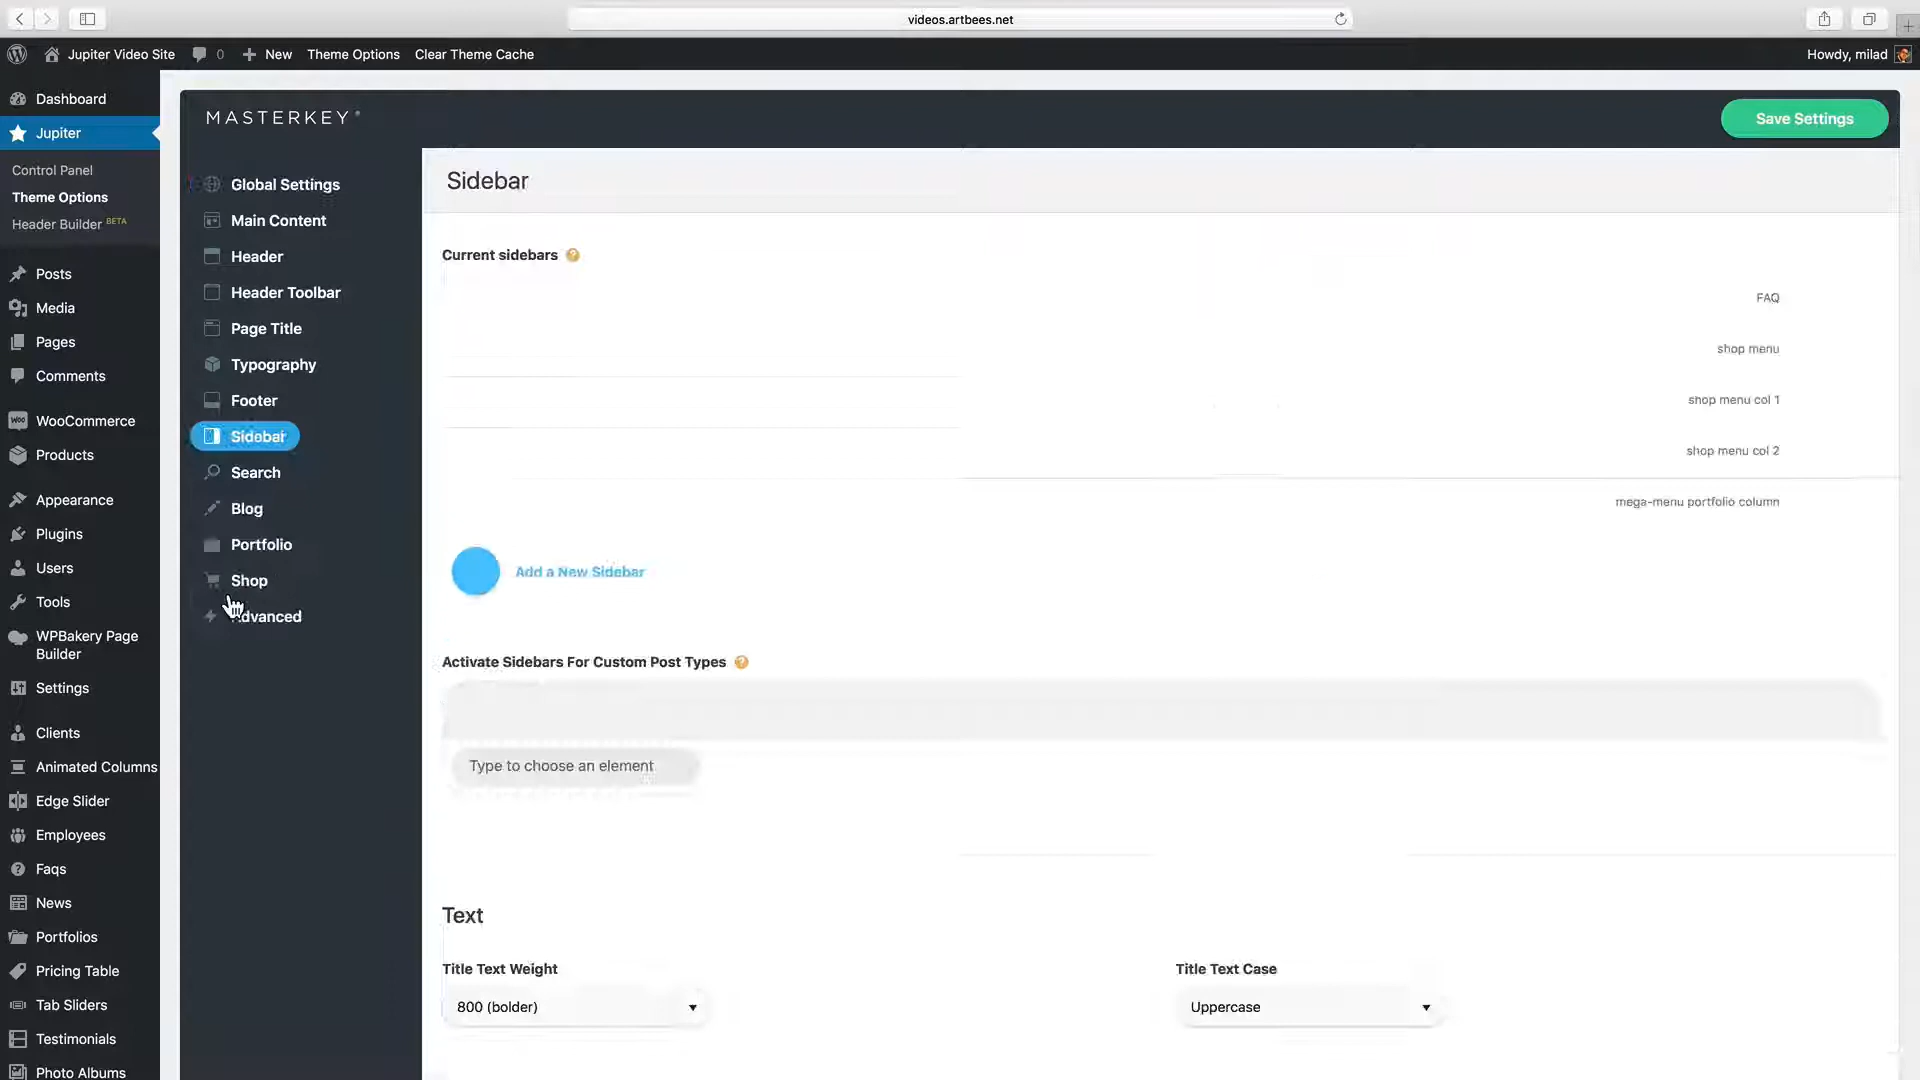 videos.artbees.net
Jupiter Video Site
0
New
Theme Options
Clear Theme Cache
Howdy, milad
Dashboard
Jupiter
Control Panel
Theme Options
Header Builder BETA
Posts
Media
Pages
Comments
WooCommerce
Products
Appearance
Plugins
Users
Tools
WPBakery Page
Builder
Settings
Clients
Animated Columns
Edge Slider
Employees
Faqs
News
Portfolios
Pricing Table
Tab Sliders
Testimonials
Photo Albums
MASTERKEY
Save Settings
Global Settings
Main Content
Header
Header Toolbar
Page Title
Typography
Footer
Sidebar
Search
Blog
Portfolio
Shop
Advanced
Sidebar
Current sidebars
FAQ
shop menu
shop menu col 1
shop menu col 2
mega-menu portfolio column
Add a New Sidebar
Activate Sidebars For Custom Post Types
Type to choose an element
Text
Title Text Weight
800 (bolder)
Title Text Case
Uppercase